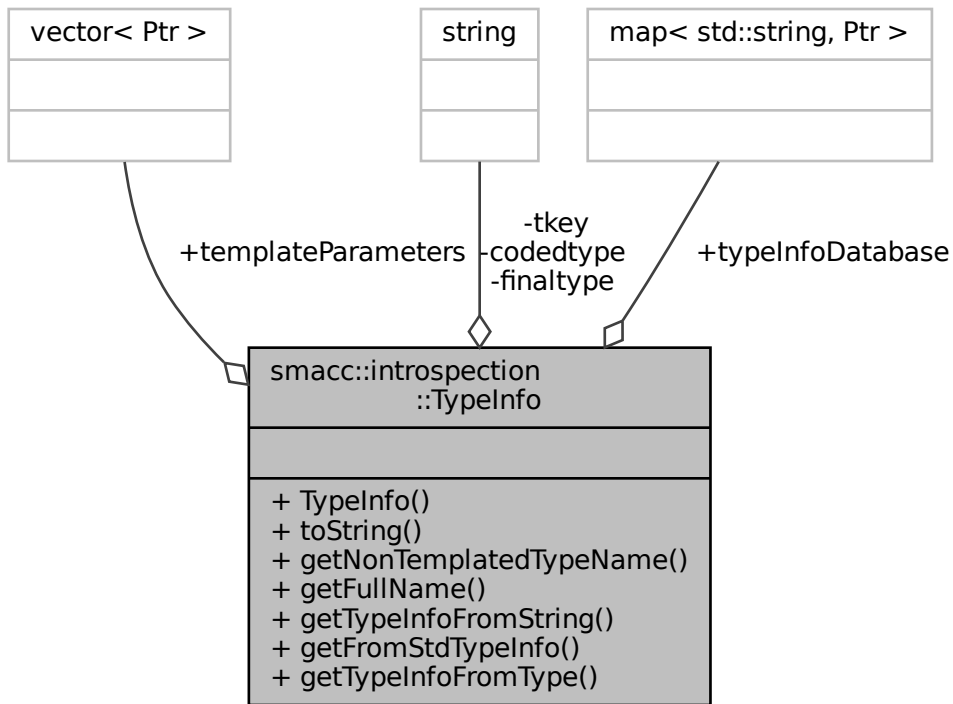 vector< Ptr >
string
map< std::string, Ptr >
+templateParameters
-tkey
-codedtype
-finaltype
+typeInfoDatabase
smacc::introspection
::TypeInfo
+ TypeInfo()
+ toString()
+ getNonTemplatedTypeName()
+ getFullName()
+ getTypeInfoFromString()
+ getFromStdTypeInfo()
+ getTypeInfoFromType()